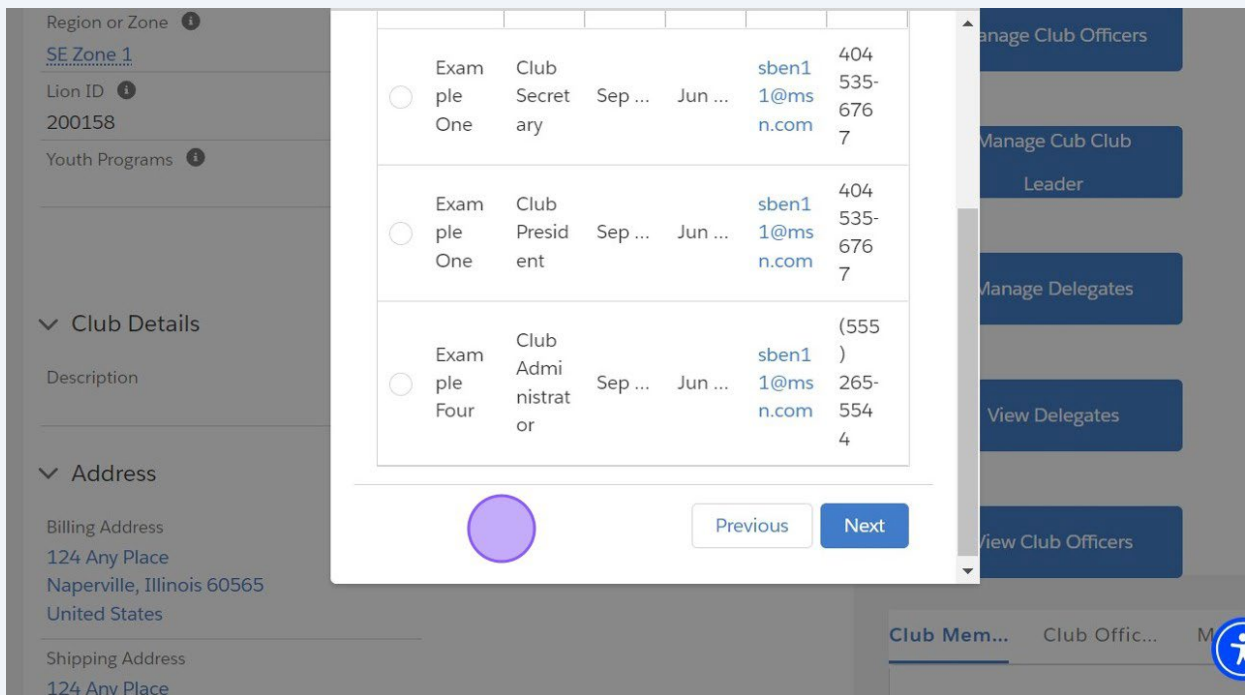 Region or Zone
SE Zone 1
Lion ID
200158
Youth Programs
Club Details
Description
Address
Billing Address
124 Any Place
Naperville, Illinois 60565
United States
Shipping Address
124 Any Place
Exam
ple
One
Club
Secret
ary
Sep ...
Jun ...
sben1
1@ms
n.com
404
535-
676
7
Exam
ple
One
Club
Presid
ent
Sep ...
Jun ...
sben1
1@ms
n.com
404
535-
676
7
Exam
ple
Four
Club
Admi
nistrat
or
Sep ...
Jun ...
sben1
1@ms
n.com
(555
)
265-
554
4
Previous
Next
anage Club Officers
Manage Cub Club
Leader
Manage Delegates
View Delegates
View Club Officers
Club Mem...
Club Offic...
M